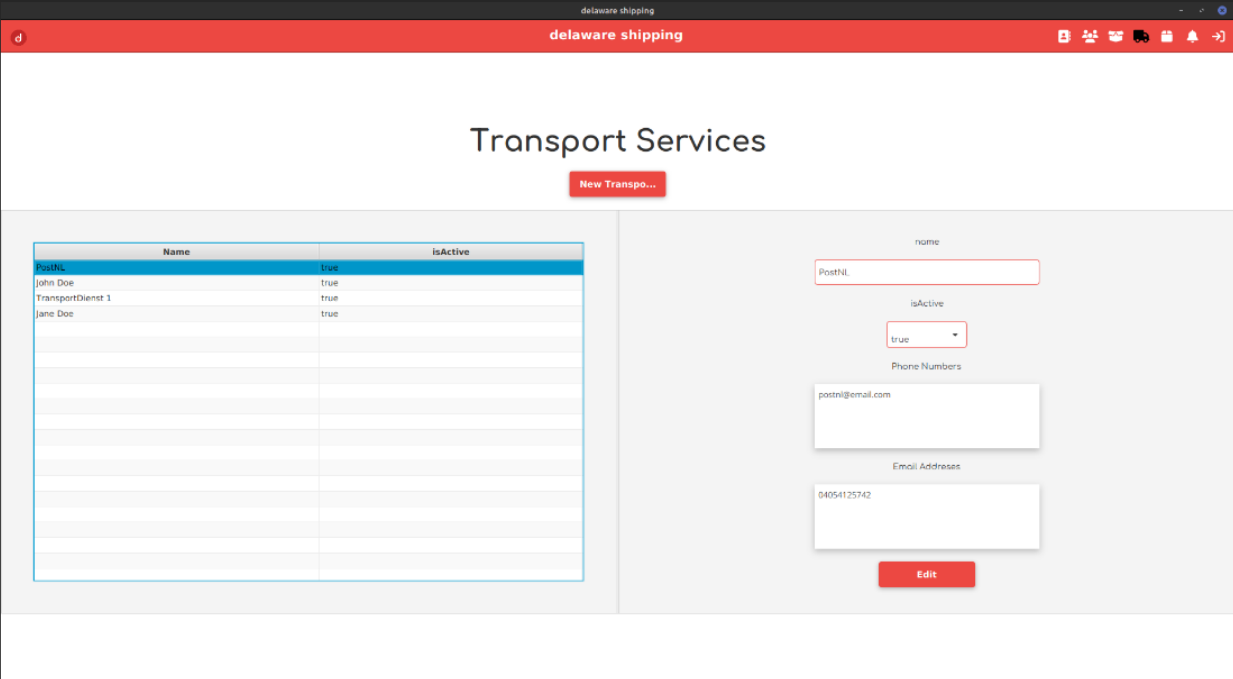 delaware shipping
d
delaware shipping
Transport Services
New Transpo...
Name isActive
PostNL true
John Doe true
TransportDienst 1 true
Jane Doe true
name
PostNL
isActive
true
Phone Numbers
postnl@email.com
Email Addreses
04054125742
Edit